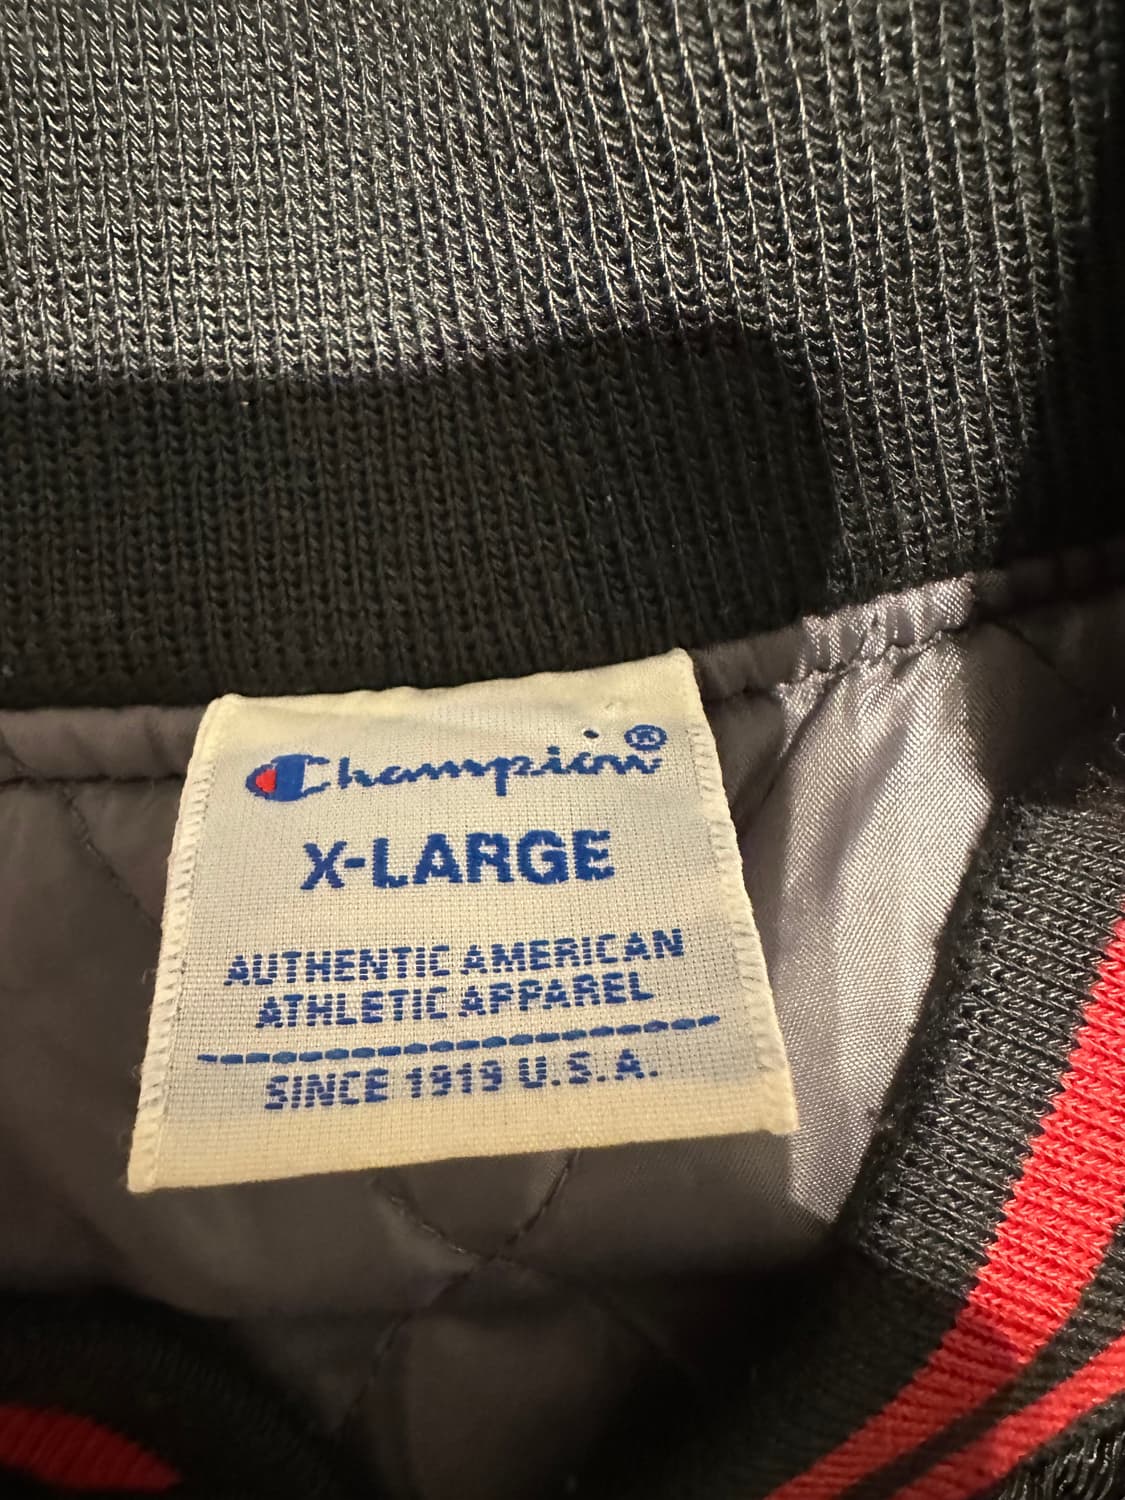 Champion®
X-LARGE
AUTHENTIC AMERICAN
ATHLETIC APPAREL
SINCE 1919 U.S.A.